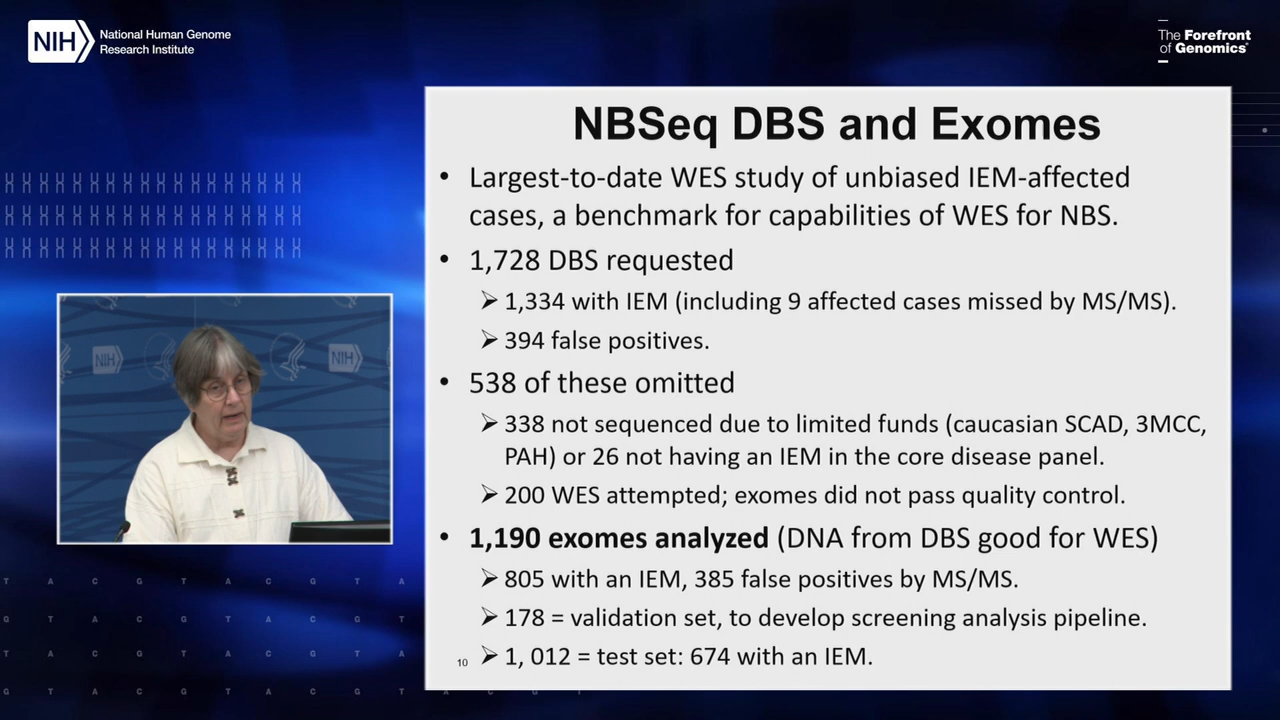 NIH National Human Genome
Research Institute
The Forefront
of Genomics®
NBSeq DBS and Exomes
• Largest-to-date WES study of unbiased IEM-affected
cases, a benchmark for capabilities of WES for NBS.
• 1,728 DBS requested
➢ 1,334 with IEM (including 9 affected cases missed by MS/MS).
➢ 394 false positives.
• 538 of these omitted
➢ 338 not sequenced due to limited funds (caucasian SCAD, 3MCC,
PAH) or 26 not having an IEM in the core disease panel.
➢ 200 WES attempted; exomes did not pass quality control.
• 1,190 exomes analyzed (DNA from DBS good for WES)
➢ 805 with an IEM, 385 false positives by MS/MS.
➢ 178 = validation set, to develop screening analysis pipeline.
➢ 1, 012 = test set: 674 with an IEM.
10
NIH
NIH
T A C G T A C G T A
G T A C G T A C G T
T A C G T A C G T A
G T A C G T A C G T A C G T